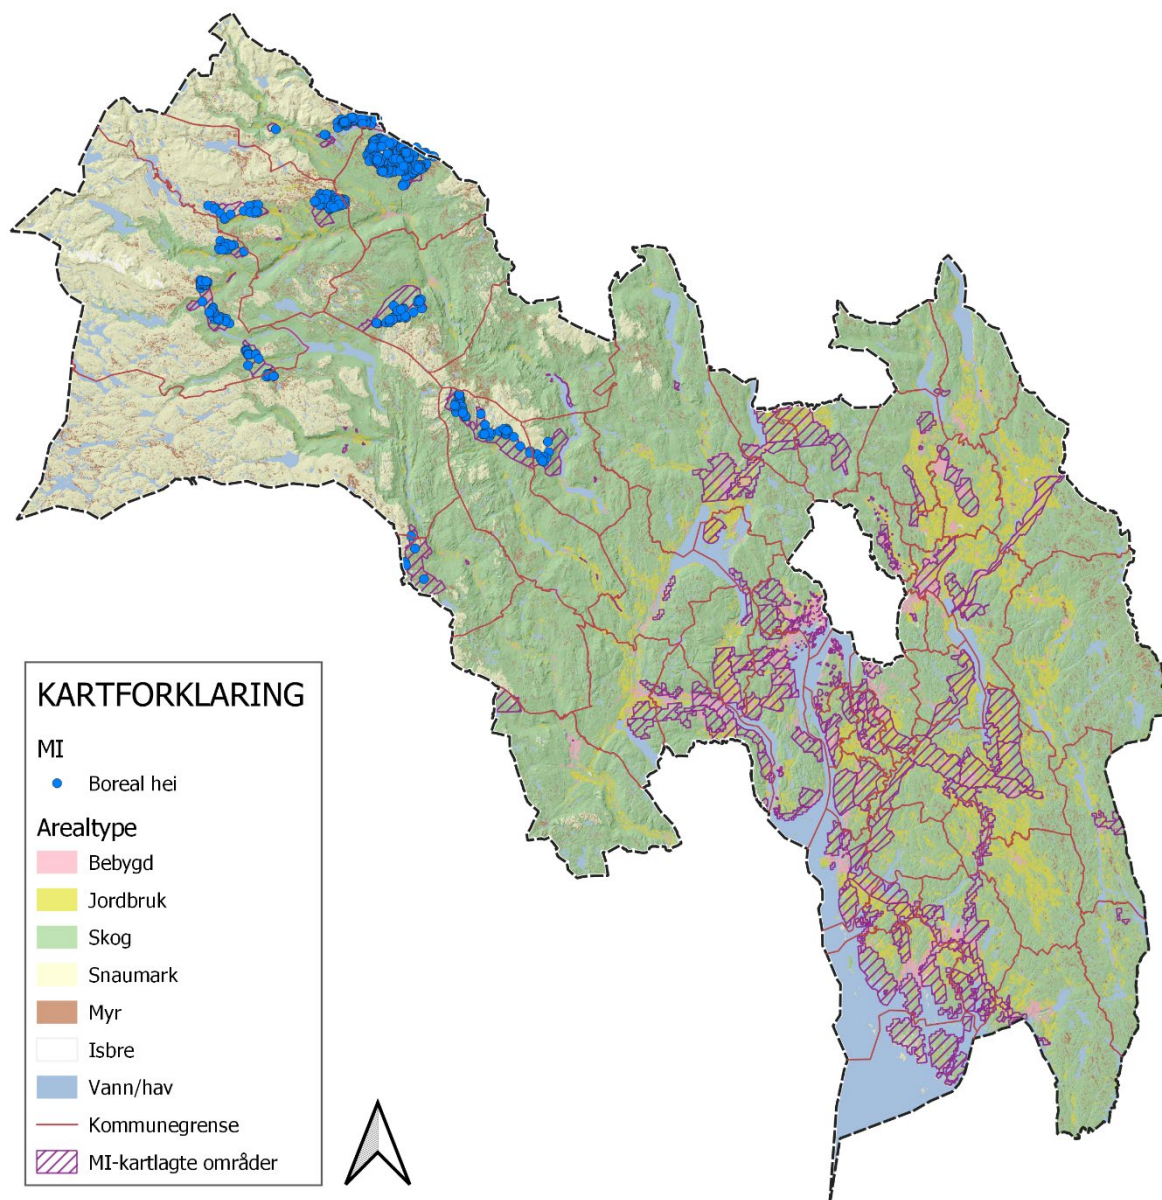 KARTFORKLARING
MI
Boreal hei
Arealtype
Bebygd
Jordbruk
Skog
Snaumark
Myr
Isbre
Vann/hav
Kommunegrense
MI-kartlagte områder